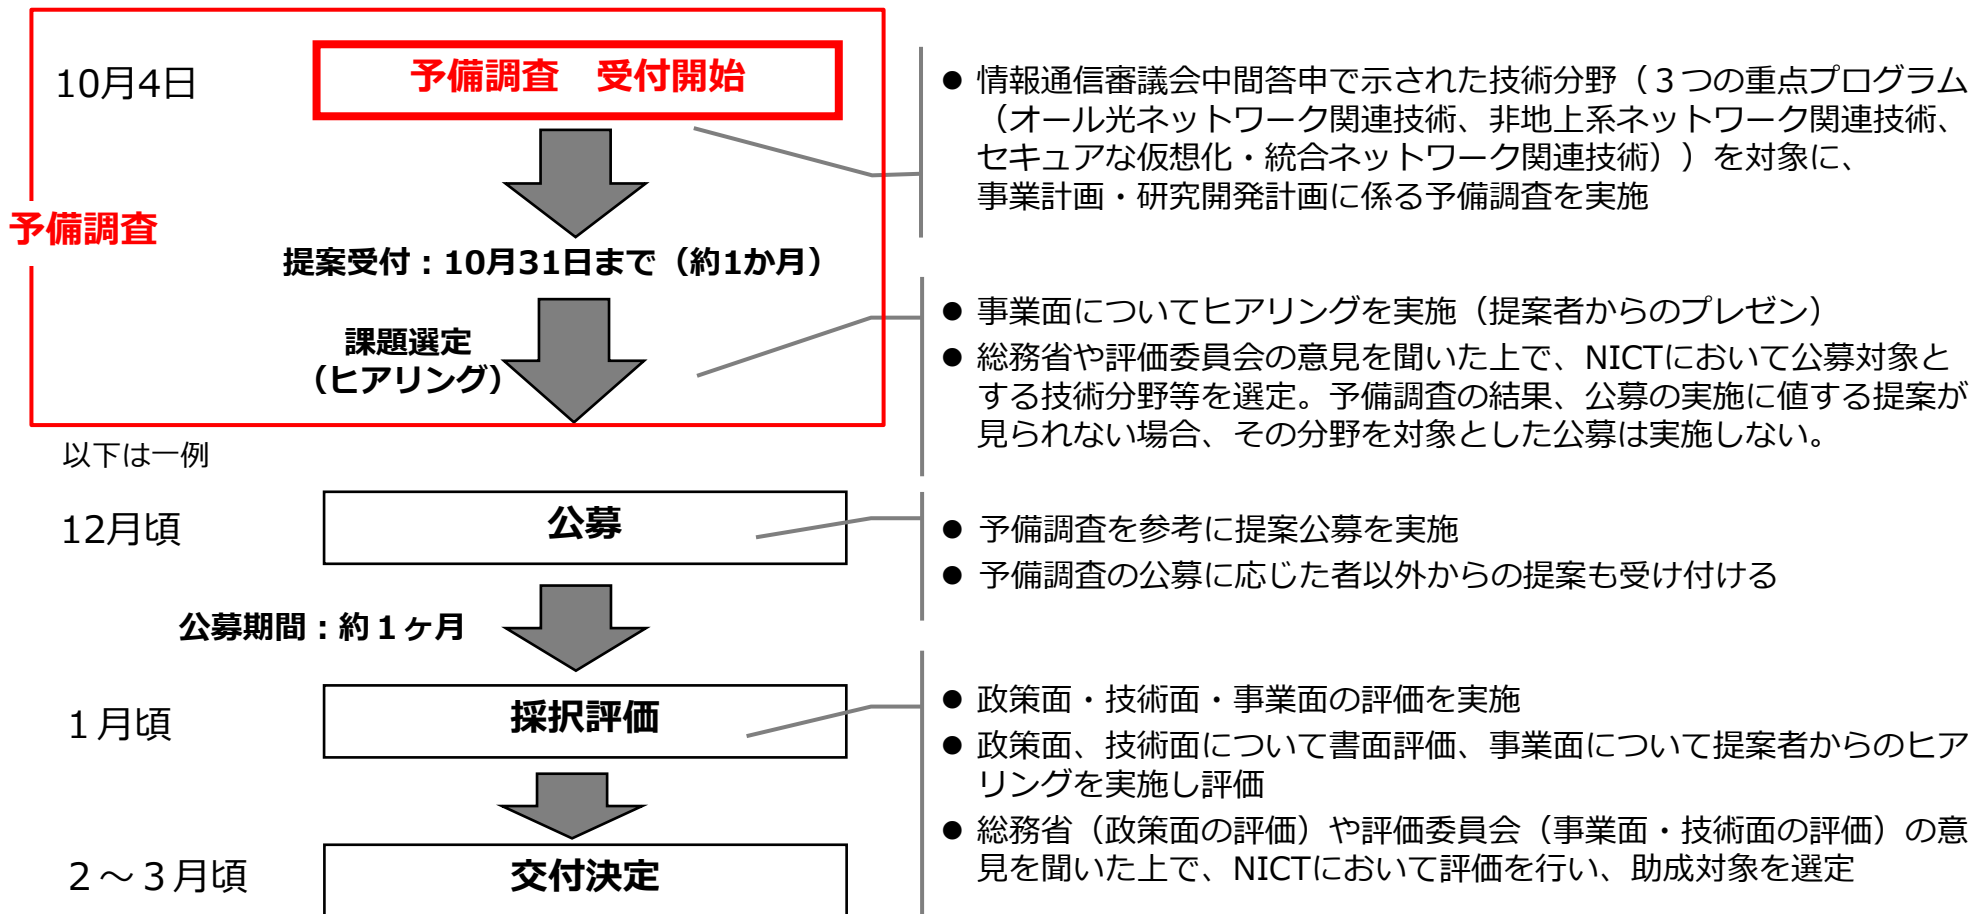 10月4日
予備調査 受付開始
予備調査
提案受付：10月31日まで（約1か月）
課題選定
（ヒアリング）
● 情報通信審議会中間答申で示された技術分野（３つの重点プログラム
（オール光ネットワーク関連技術、非地上系ネットワーク関連技術、
セキュアな仮想化・統合ネットワーク関連技術））を対象に、
事業計画・研究開発計画に係る予備調査を実施
● 事業面についてヒアリングを実施（提案者からのプレゼン）
● 総務省や評価委員会の意見を聞いた上で、NICTにおいて公募対象と
する技術分野等を選定。予備調査の結果、公募の実施に値する提案が
見られない場合、その分野を対象とした公募は実施しない。
以下は一例
12月頃
公募
● 予備調査を参考に提案公募を実施
● 予備調査の公募に応じた者以外からの提案も受け付ける
公募期間：約１ヶ月
１月頃
採択評価
● 政策面・技術面・事業面の評価を実施
● 政策面、技術面について書面評価、事業面について提案者からのヒア
リングを実施し評価
● 総務省（政策面の評価）や評価委員会（事業面・技術面の評価）の意
見を聞いた上で、NICTにおいて評価を行い、助成対象を選定
２～３月頃
交付決定